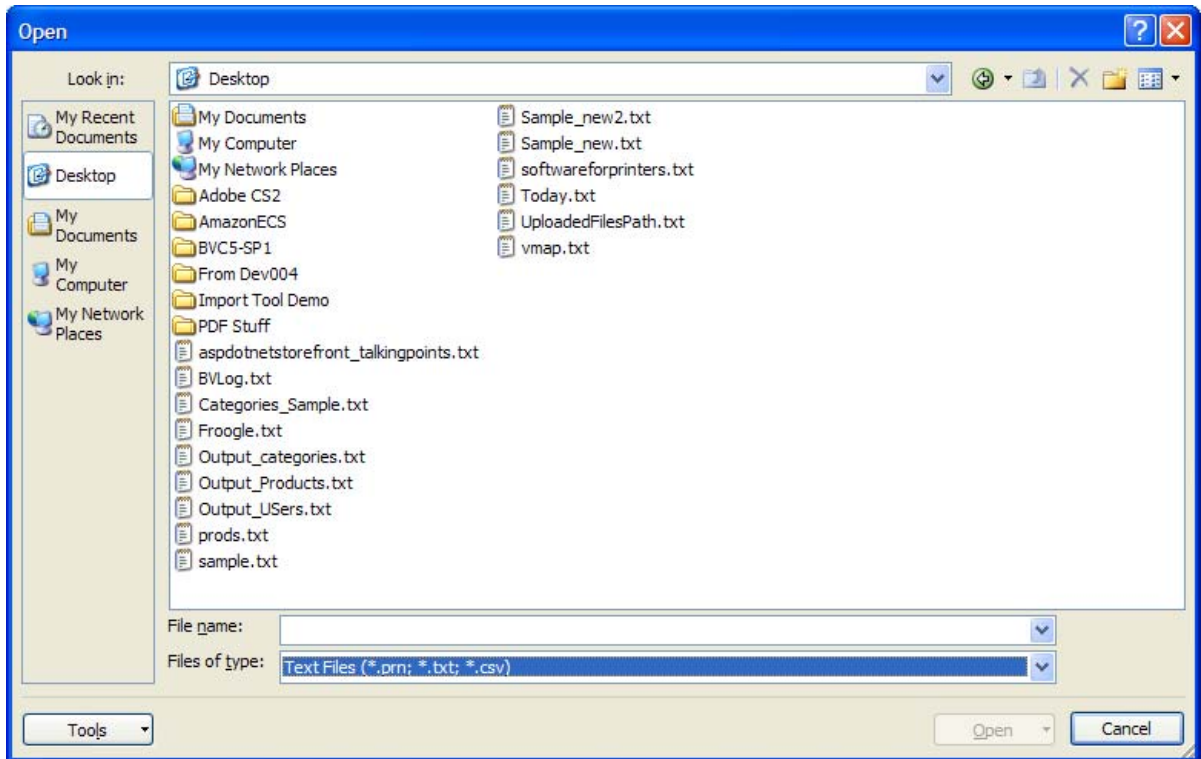 Open
Look in:
Desktop
My Recent
Documents
Desktop
My
Documents
My
Computer
My Network
Places
My Documents
My Computer
My Network Places
Adobe CS2
AmazonECS
BVC5-SP1
From Dev004
Import Tool Demo
PDF Stuff
aspdotnetstorefront_talkingpoints.txt
BVLog.txt
Categories_Sample.txt
Froogle.txt
Output_categories.txt
Output_Products.txt
Output_USers.txt
prods.txt
sample.txt
Sample_new2.txt
Sample_new.txt
softwareforprinters.txt
Today.txt
UploadedFilesPath.txt
vmap.txt
File name:
Files of type:
Text Files (*.prn; *.txt; *.csv)
Tools
Open
Cancel